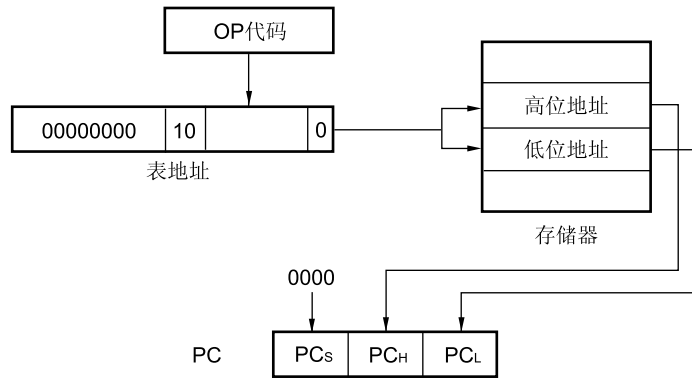 OP代码
00000000 10 0
表地址
高位地址
低位地址
存储器
0000
PC PCS PCH PCL